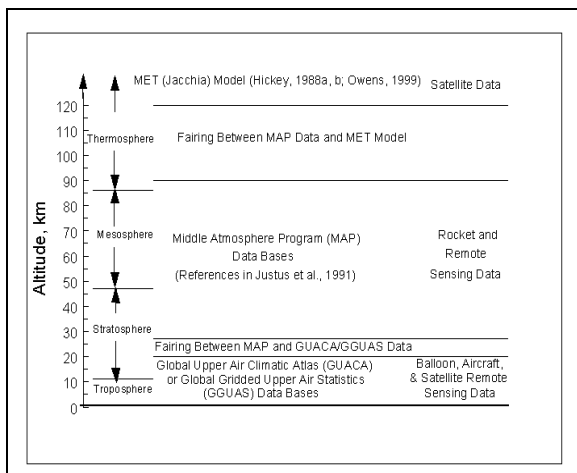 MET (Jacchia) Model (Hickey, 1988a, b; Owens, 1999)
Satellite Data
120
110
Thermosphere
Fairing Between MAP Data and MET Model
100
90
80
70
Mesosphere
Middle Atmosphere Program (MAP)
Data Bases
(References in Justus et al., 1991)
Rocket and
Remote
Sensing Data
60
50
40
Stratosphere
30
Fairing Between MAP and GUACA/GGUAS Data
20
Global Upper Air Climatic Atlas (GUACA)
or Global Gridded Upper Air Statistics
(GGUAS) Data Bases
Balloon, Aircraft,
& Satellite Remote
Sensing Data
10
Troposphere
0
Altitude, km